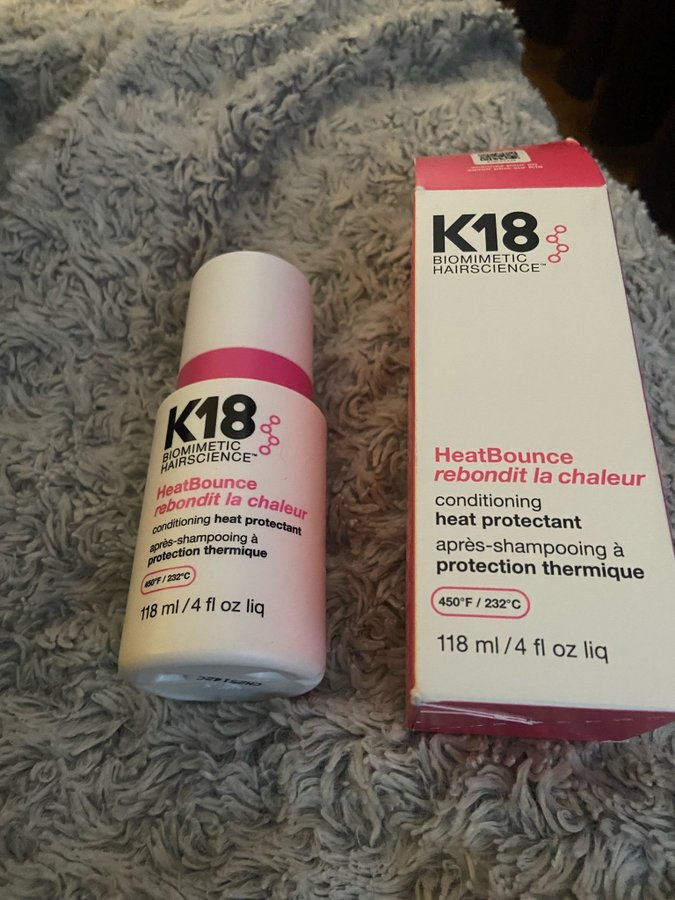 K18
BIOMIMETIC
HAIRSCIENCE™
HeatBounce
rebondit la chaleur
conditioning heat protectant
après-shampooing à
protection thermique
450°F / 232°C
118 ml / 4 fl oz liq
K18
BIOMIMETIC
HAIRSCIENCE™
HeatBounce
rebondit la chaleur
conditioning
heat protectant
après-shampooing à
protection thermique
450°F / 232°C
118 ml / 4 fl oz liq